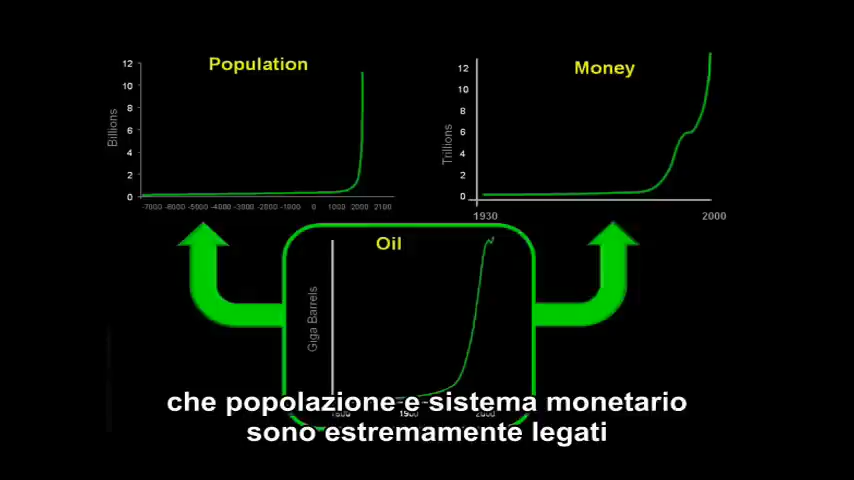 Population
12
10
8
6
4
2
0
Billions
-7000 -6000 -5000 -4000 -3000 -2000 -1000 0 1000 2000 2100
Money
12
10
8
6
4
2
0
Trillions
1930 2000
Oil
Giga Barrels
1900 2000
che popolazione e sistema monetario
sono estremamente legati